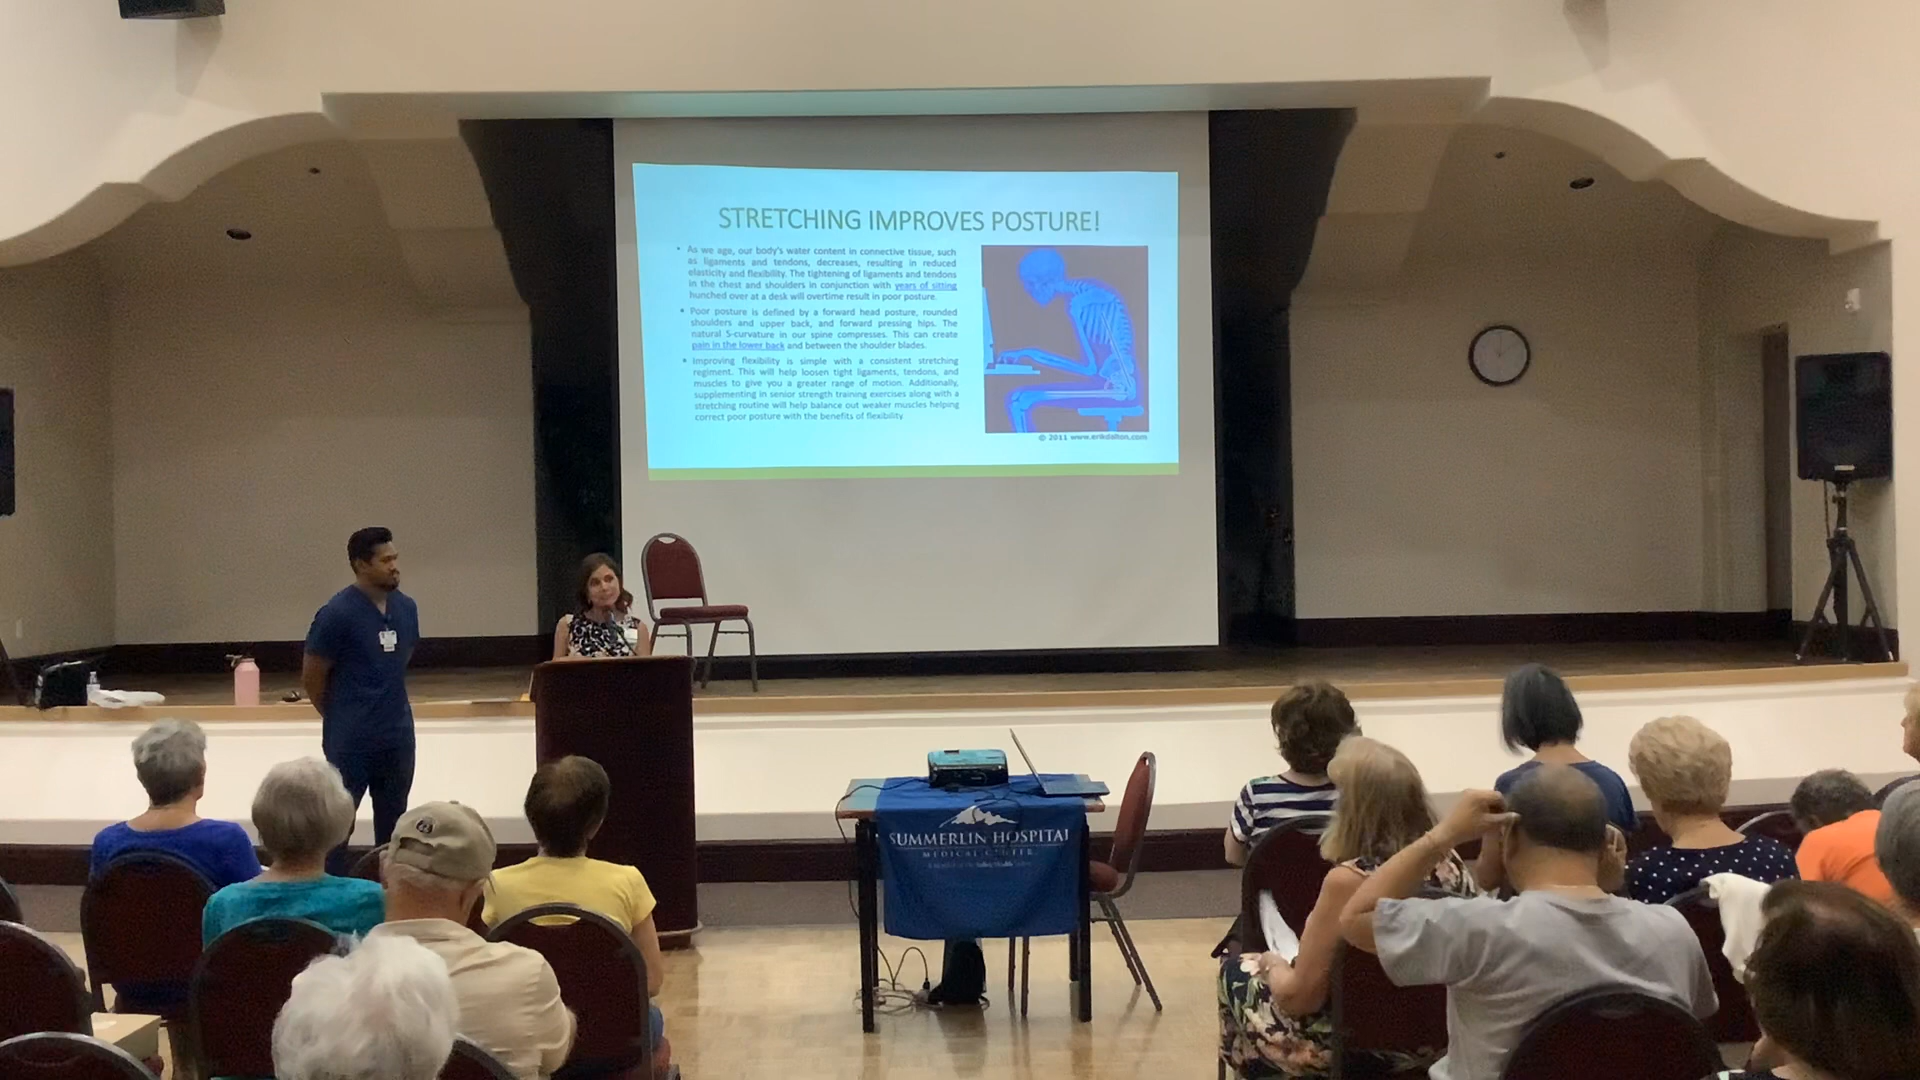 STRETCHING IMPROVES POSTURE!
• As we age, our body's water content in connective tissue, such
as ligaments and tendons, decreases, resulting in reduced
elasticity and flexibility. The tightening of ligaments and tendons
in the chest and shoulders in conjunction with years of sitting
hunched over at a desk will overtime result in poor posture.
• Poor posture is defined by a forward head posture, rounded
shoulders and upper back, and forward pressing hips. The
natural S-curvature in our spine compresses. This can create
pain in the lower back and between the shoulder blades.
• Improving flexibility is simple with a consistent stretching
regiment. This will help loosen tight ligaments, tendons, and
muscles to give you a greater range of motion. Additionally,
supplementing in senior strength training exercises along with a
stretching routine will help balance out weaker muscles helping
correct poor posture with the benefits of flexibility.
© 2011 www.erikdalton.com
SUMMERLIN HOSPITAL
MEDICAL CENTER